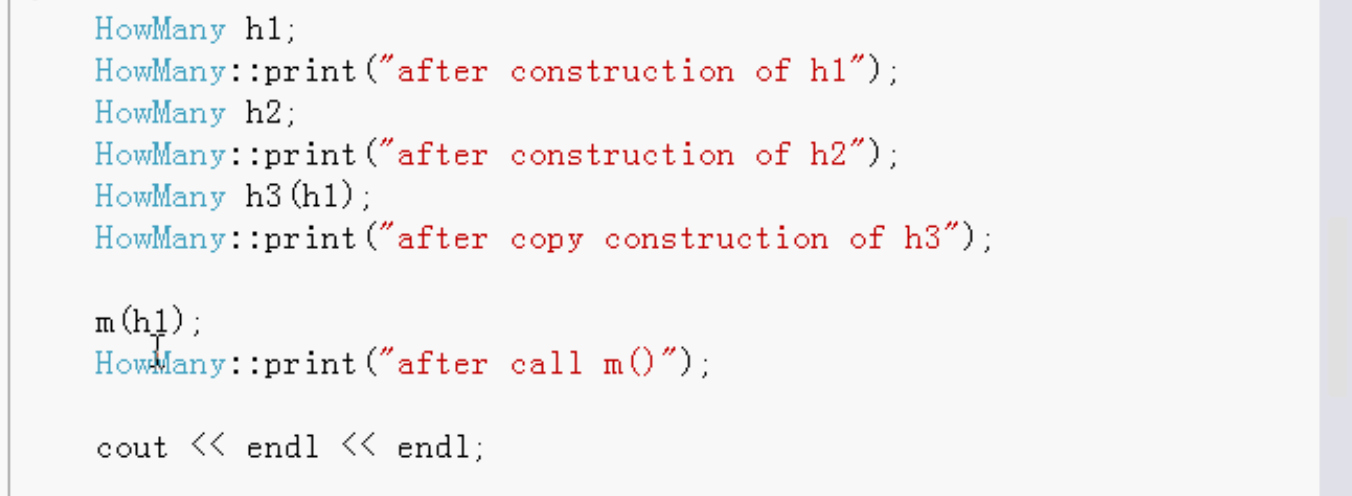 HowMany h1;
HowMany::print("after construction of h1");
HowMany h2;
HowMany::print("after construction of h2");
HowMany h3(h1);
HowMany::print("after copy construction of h3");
m(h1);
HowMany::print("after call m()");
cout << endl << endl;